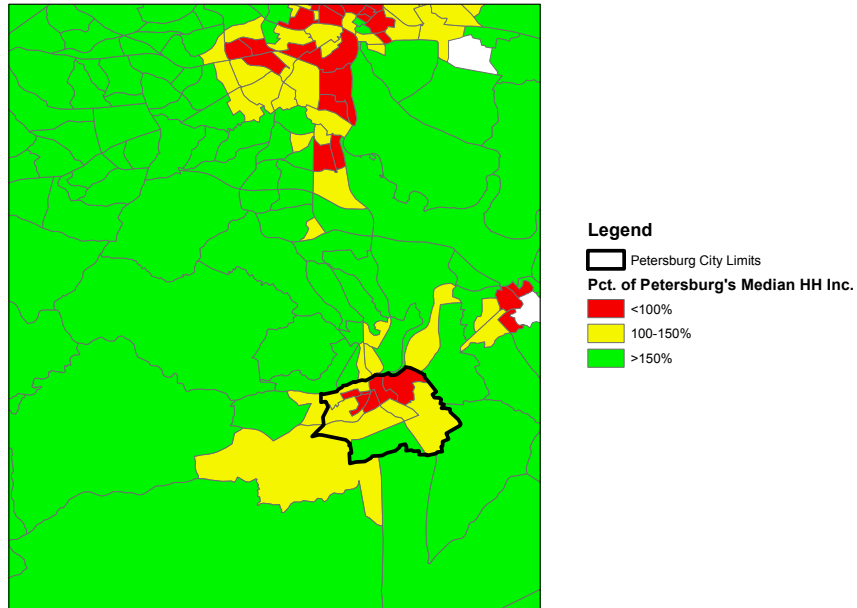 Legend
Petersburg City Limits
Pct. of Petersburg's Median HH Inc.
<100%
100-150%
>150%